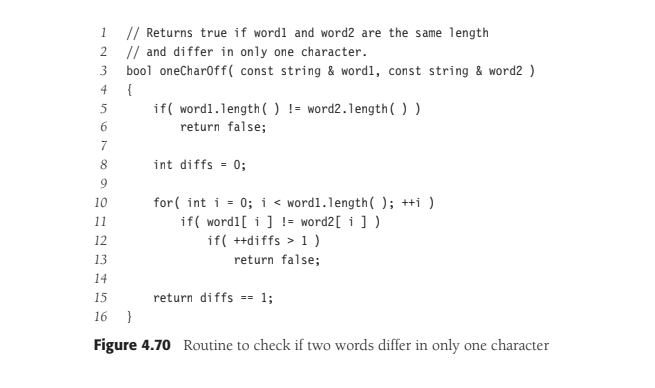 1 // Returns true if word1 and word2 are the same length
2 // and differ in only one character.
3 bool oneCharOff( const string & word1, const string & word2 )
4 {
5     if( word1.length( ) != word2.length( ) )
6         return false;
7
8     int diffs = 0;
9
10     for( int i = 0; i < word1.length( ); ++i )
11         if( word1[ i ] != word2[ i ] )
12             if( ++diffs > 1 )
13                 return false;
14
15     return diffs == 1;
16 }
Figure 4.70 Routine to check if two words differ in only one character